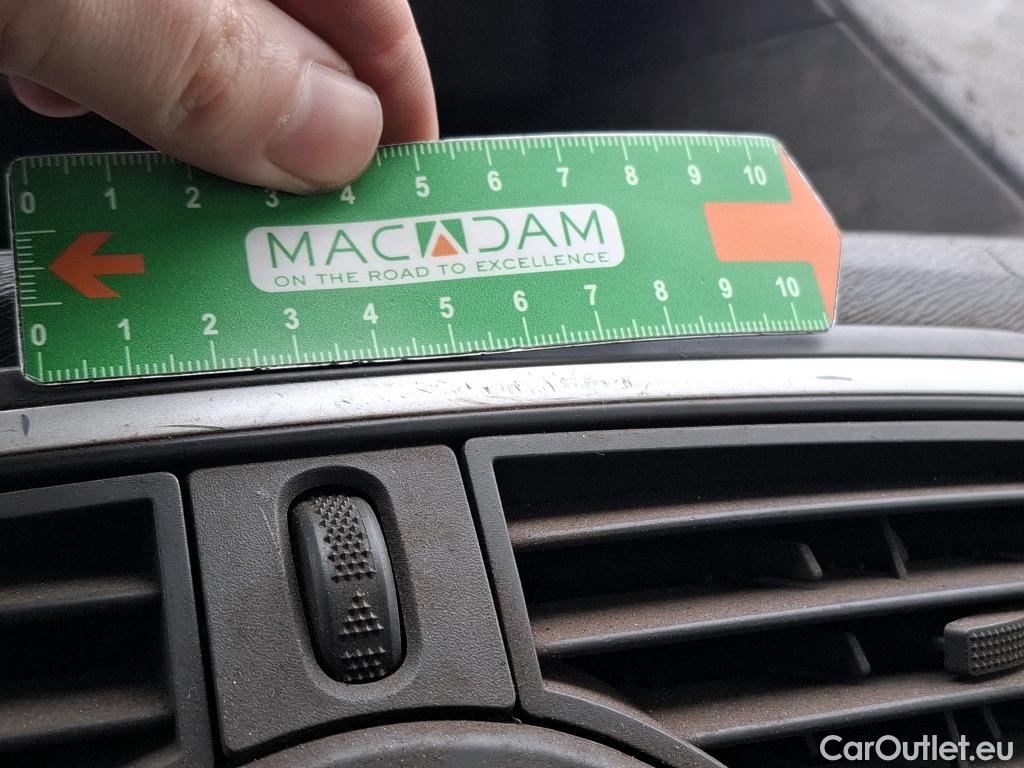 0 1 2 3 4 5 6 7 8 9 10
MACADAM
ON THE ROAD TO EXCELLENCE
0 1 2 3 4 5 6 7 8 9 10
CarOutlet.eu